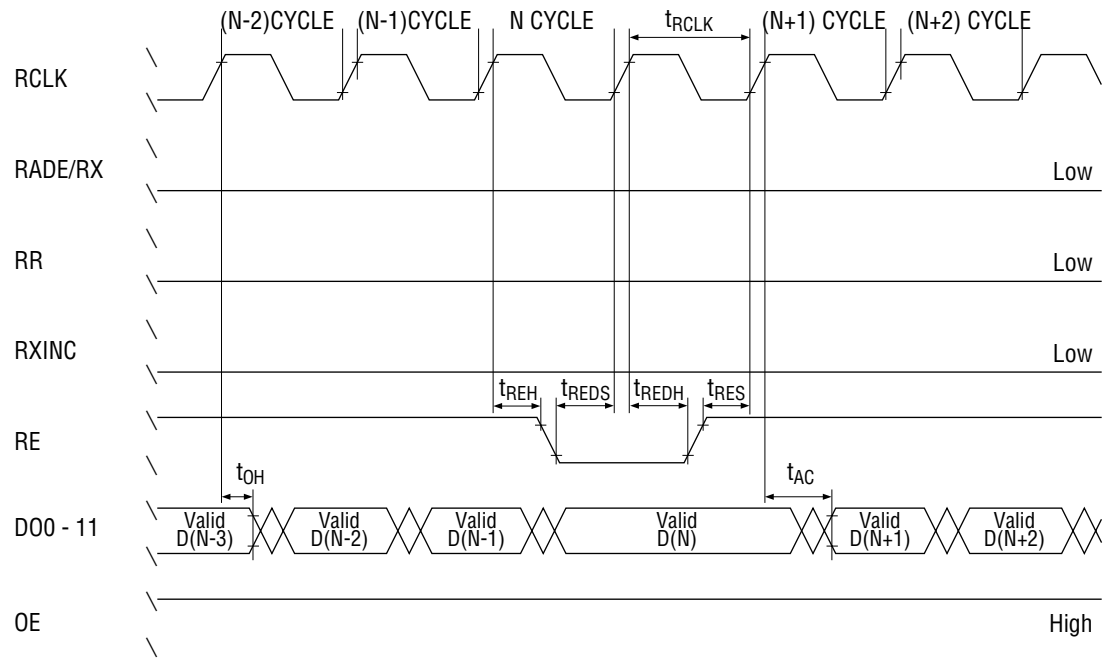 (N-2)CYCLE (N-1)CYCLE N CYCLE tRCLK (N+1) CYCLE (N+2) CYCLE
RCLK
RADE/RX Low
RR Low
RXINC Low
tREH tREDS tREDH tRES
RE
tOH tAC
DO0 - 11
Valid D(N-3)
Valid D(N-2)
Valid D(N-1)
Valid D(N)
Valid D(N+1)
Valid D(N+2)
OE High